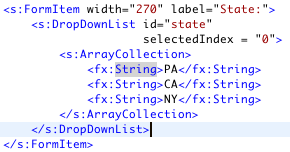 <s:FormItem width="270" label="State:">
<s:DropDownList id="state"
selectedIndex = "0">
<s:ArrayCollection>
<fx:String>PA</fx:String>
<fx:String>CA</fx:String>
<fx:String>NY</fx:String>
</s:ArrayCollection>
</s:DropDownList>
</s:FormItem>